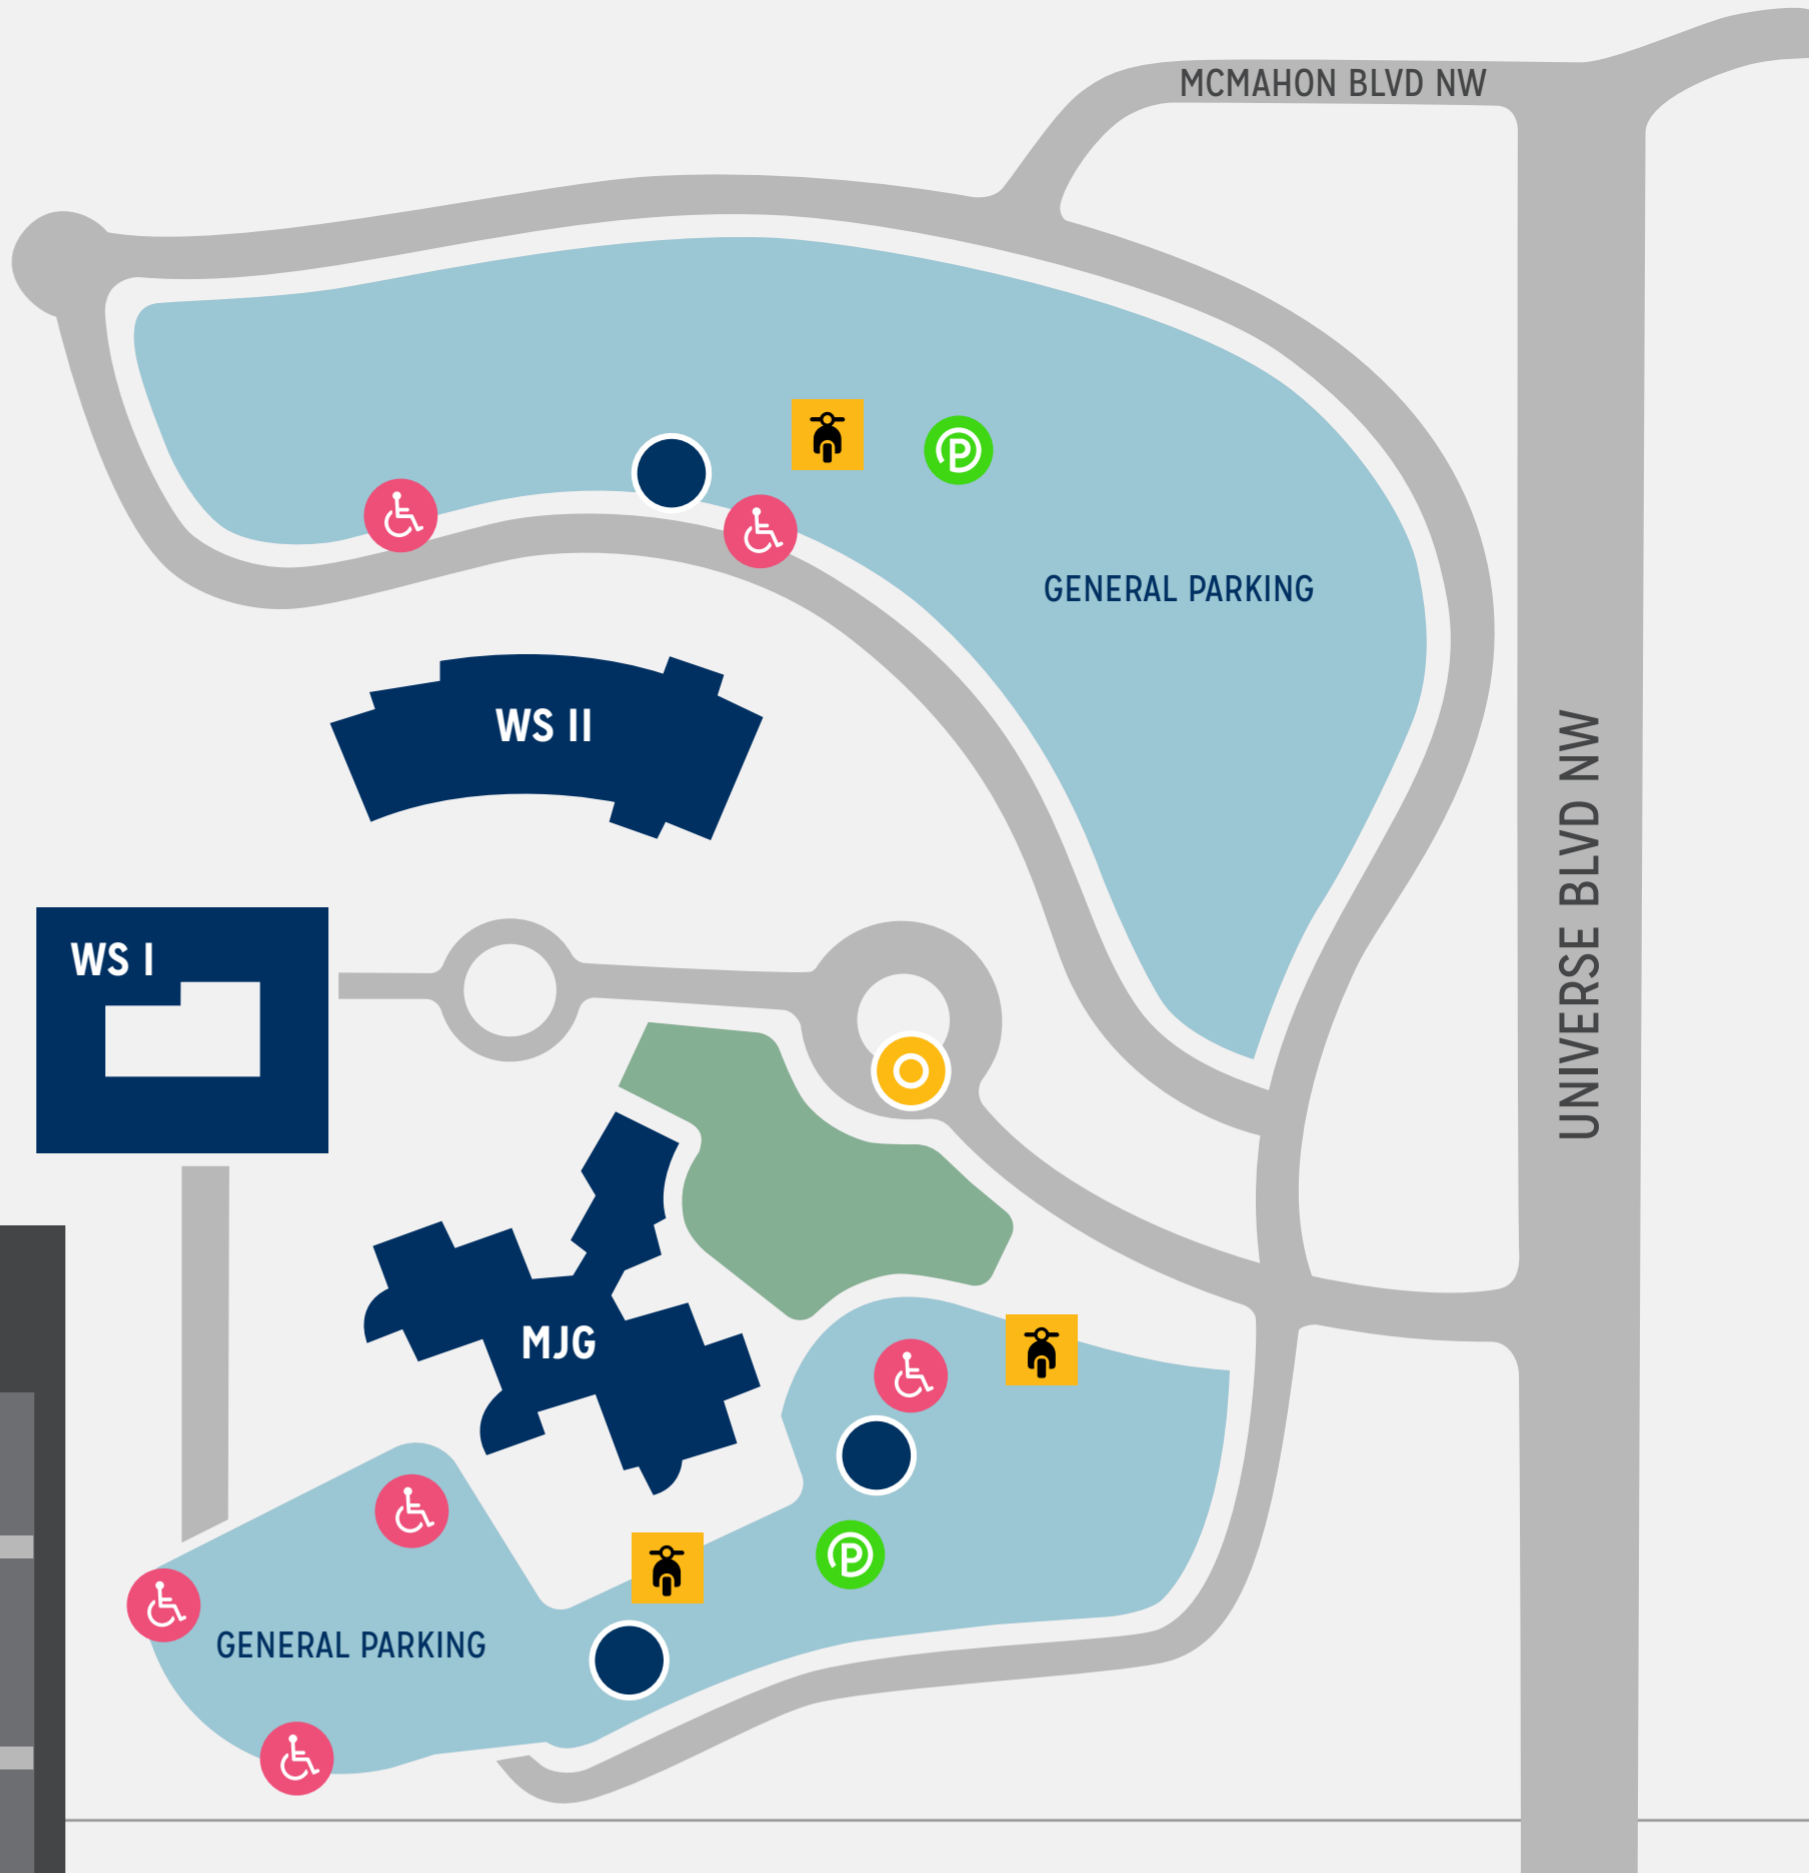 MCMAHON BLVD NW
P
GENERAL PARKING
WS II
UNIVERSE BLVD NW
WS I
MJG
P
GENERAL PARKING